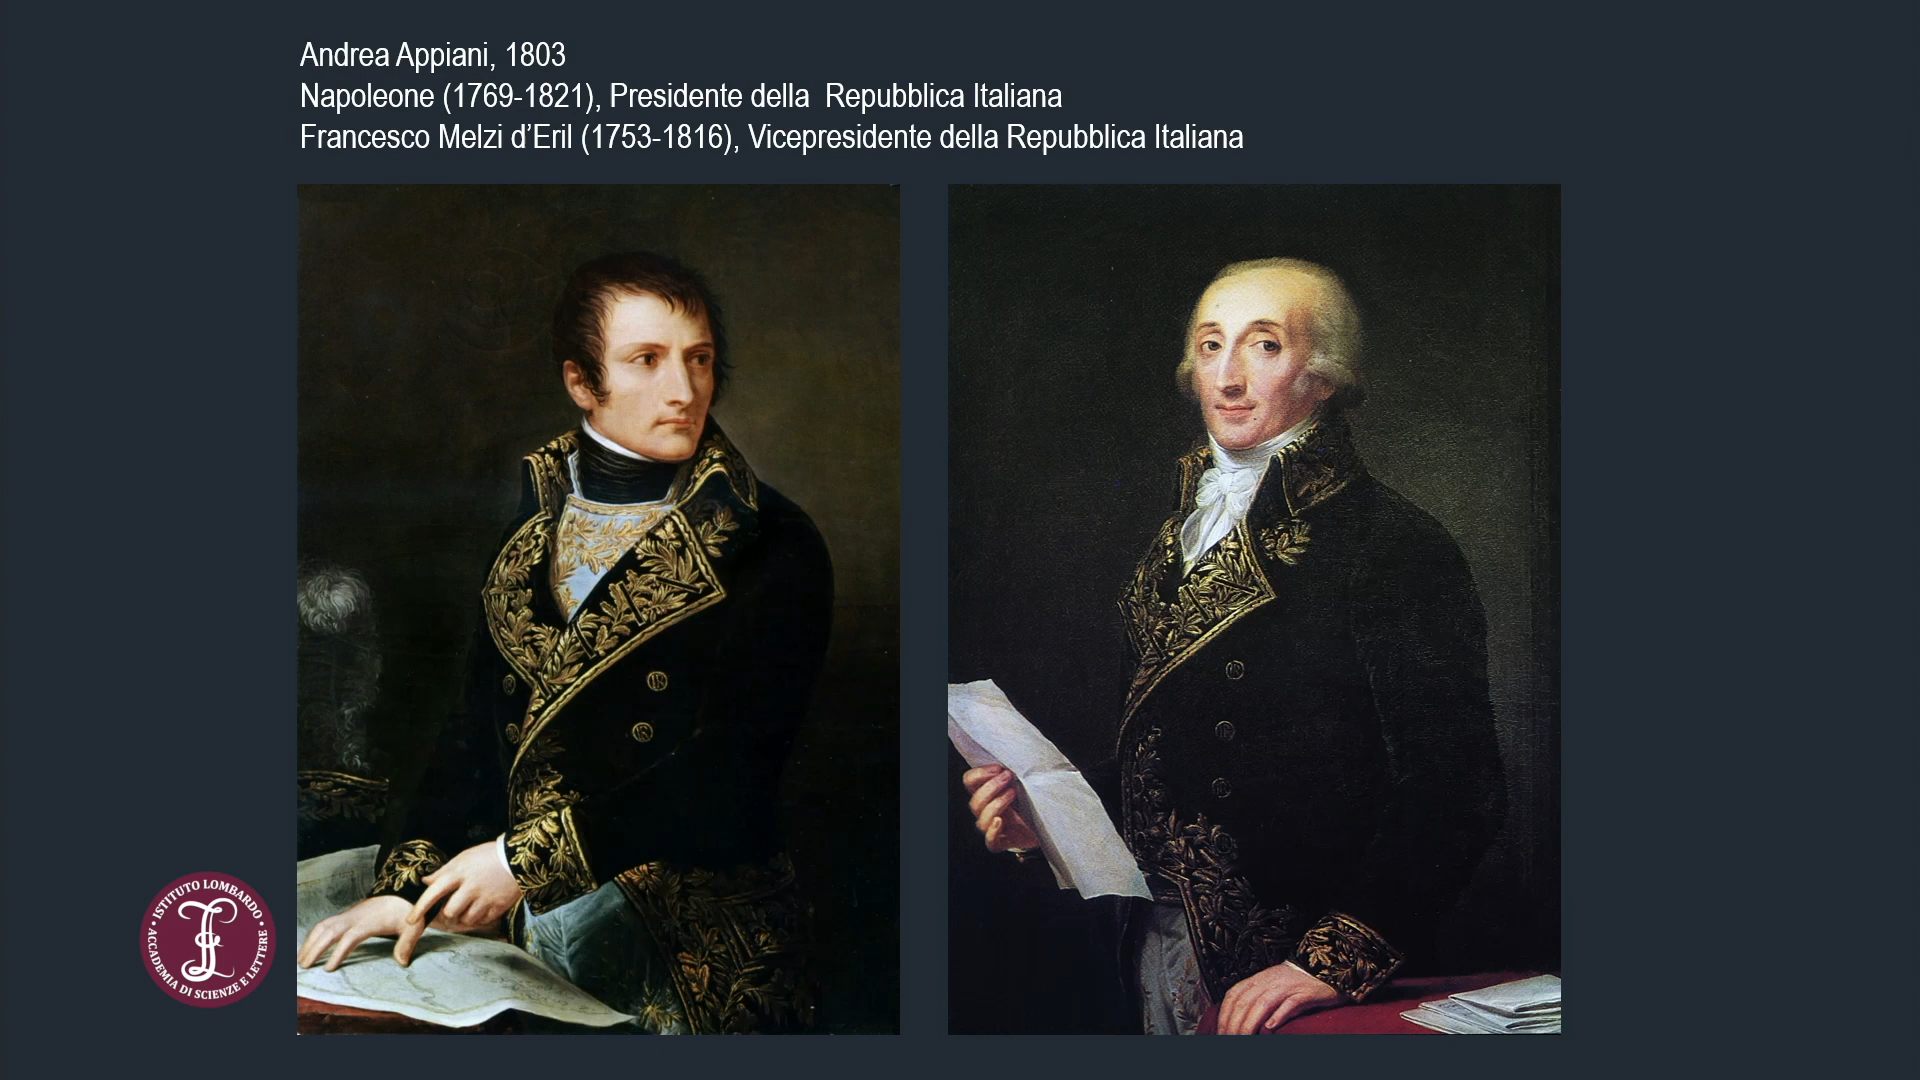 Andrea Appiani, 1803
Napoleone (1769-1821), Presidente della  Repubblica Italiana
Francesco Melzi d’Eril (1753-1816), Vicepresidente della Repubblica Italiana
• ISTITUTO LOMBARDO •
ACCADEMIA DI SCIENZE E LETTERE